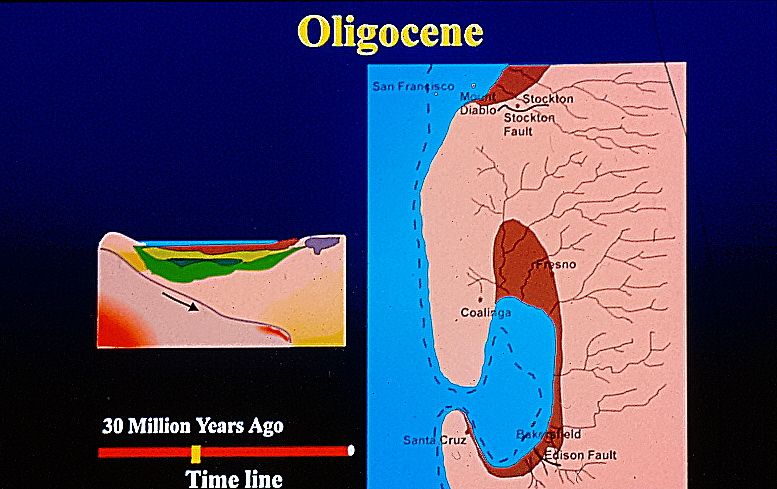 Oligocene
San Francisco
Mount
Diablo
Stockton
Stockton
Fault
Fresno
Coalinga
Santa Cruz
Bakersfield
Edison Fault
30 Million Years Ago
Time line